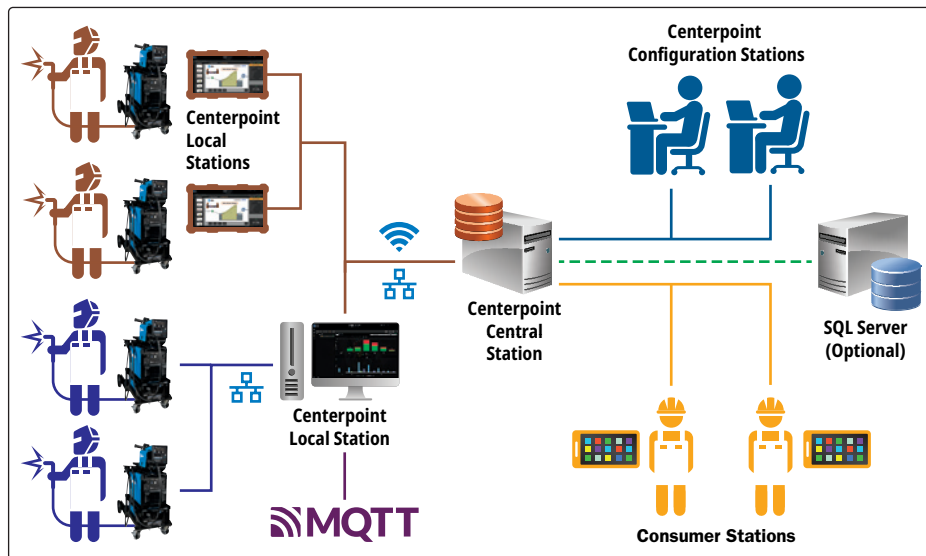 Centerpoint
Configuration Stations
Centerpoint
Local
Stations
Centerpoint
Central
Station
SQL Server
(Optional)
Centerpoint
Local Station
MQTT
Consumer Stations